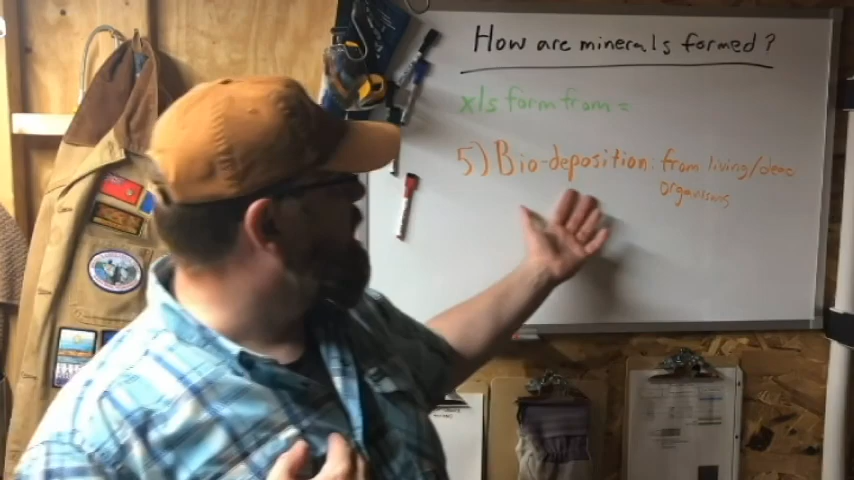 How are minerals formed?
xls form from =
5) Bio-deposition: from living/dead
organisms